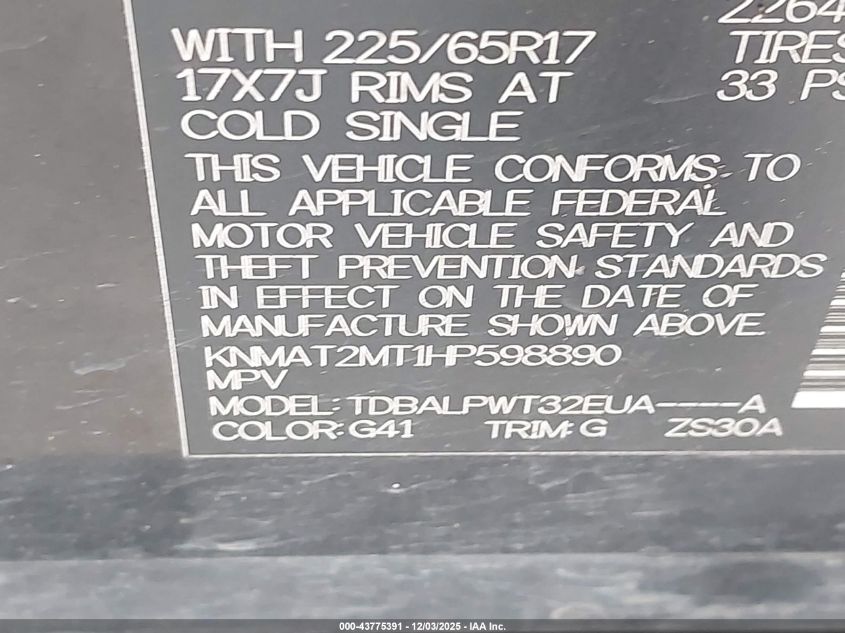 2264
WITH 225/65R17 TIRES
17X7J RIMS AT 33 PS
COLD SINGLE
THIS VEHICLE CONFORMS TO
ALL APPLICABLE FEDERAL
MOTOR VEHICLE SAFETY AND
THEFT PREVENTION STANDARDS
IN EFFECT ON THE DATE OF
MANUFACTURE SHOWN ABOVE.
KNMAT2MT1HP598890
MPV
MODEL: TDBALPWT32EUA----A
COLOR: G41 TRIM: G ZS30A
000-43775391 - 12/03/2025 - IAA Inc.